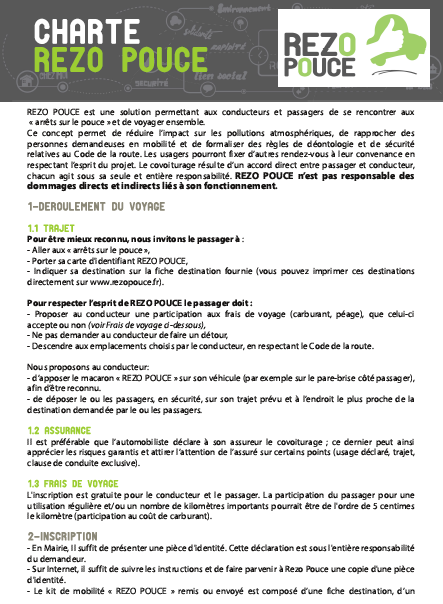 CHARTE
REZO POUCE
Environnement
stuts
sociale
SÉCURITÉ
lien social
REZO
POUCE
REZO POUCE est une solution permettant aux conducteurs et passagers de se rencontrer aux
« arrêts sur le pouce » et de voyager ensemble.
Ce concept permet de réduire l'impact sur les pollutions atmosphériques, de rapprocher des
personnes demandeuses en mobilité et de formaliser des règles de déontologie et de sécurité
relatives au Code de la route. Les usagers pourront fixer d'autres rendez-vous à leur convenance en
respectant l'esprit du projet. Le covoiturage résulte d'un accord direct entre passager et conducteur,
chacun agit sous sa seule et entière responsabilité. REZO POUCE n'est pas responsable des
dommages directs et indirects liés à son fonctionnement.
1-DEROULEMENT DU VOYAGE
1.1 TRAJET
Pour être mieux reconnu, nous invitons le passager à :
- Aller aux « arrêts sur le pouce »,
- Porter sa carte d'identifiant REZO POUCE,
- Indiquer sa destination sur la fiche destination fournie (vous pouvez imprimer ces destinations
directement sur www.rezopouce.fr).
Pour respecter l'esprit de REZO POUCE le passager doit :
- Proposer au conducteur une participation aux frais de voyage (carburant, péage), que celui-ci
accepte ou non (voir Frais de voyage ci-dessous),
- Ne pas demander au conducteur de faire un détour,
- Descendre aux emplacements choisis par le conducteur, en respectant le Code de la route.
Nous proposons au conducteur:
- d'apposer le macaron « REZO POUCE » sur son véhicule (par exemple sur le pare-brise côté passager),
afin d'être reconnu.
- de déposer le ou les passagers, en sécurité, sur son trajet prévu et à l'endroit le plus proche de la
destination demandée par le ou les passagers.
1.2 ASSURANCE
Il est préférable que l'automobiliste déclare à son assureur le covoiturage ; ce dernier peut ainsi
apprécier les risques garantis et attirer l'attention de l'assuré sur certains points (usage déclaré, trajet,
clause de conduite exclusive).
1.3 FRAIS DE VOYAGE
L'inscription est gratuite pour le conducteur et le passager. La participation du passager pour une
utilisation régulière et/ou un nombre de kilomètres importants pourrait être de l'ordre de 5 centimes
le kilomètre (participation au coût de carburant).
2-INSCRIPTION
- En Mairie, Il suffit de présenter une pièce d'identité. Cette déclaration est sous l'entière responsabilité
du demandeur.
- Sur Internet, il suffit de suivre les instructions et de faire parvenir à Rezo Pouce une copie d'une pièce
d'identité.
- Le kit de mobilité « REZO POUCE » remis ou envoyé est composé d'une fiche destination, d'un